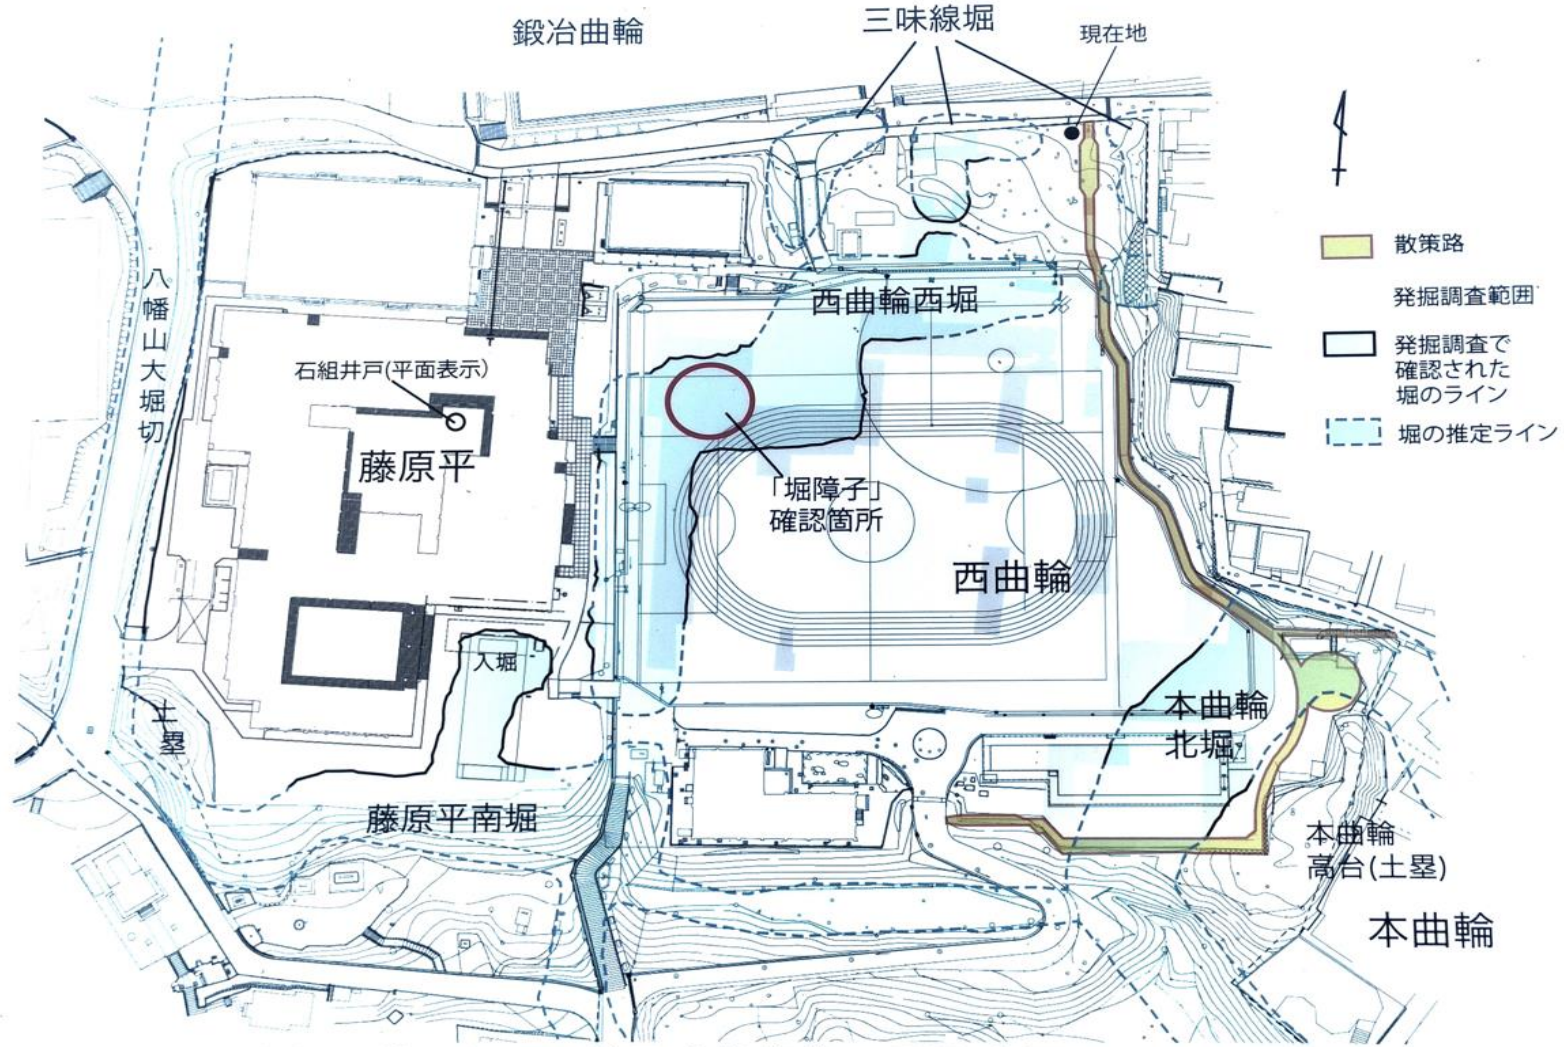 鍛冶曲輪
三味線堀
現在地
散策路
発掘調査範囲
発掘調査で
確認された
堀のライン
堀の推定ライン
八幡山大堀切
西曲輪西堀
石組井戸(平面表示)
藤原平
「堀障子」
確認箇所
西曲輪
入堀
土塁
本曲輪
北堀
藤原平南堀
本曲輪
高台(土塁)
本曲輪